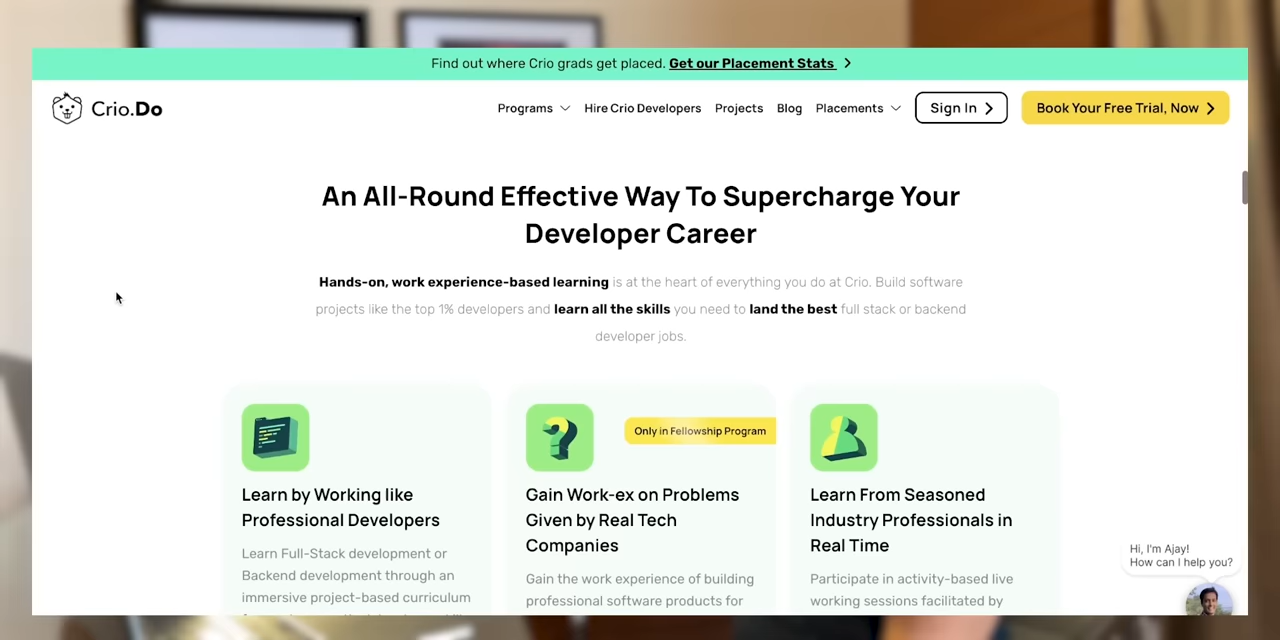 Find out where Crio grads get placed. Get our Placement Stats
Crio.Do
Programs
Hire Crio Developers
Projects
Blog
Placements
Sign In
Book Your Free Trial, Now
An All-Round Effective Way To Supercharge Your
Developer Career
Hands-on, work experience-based learning is at the heart of everything you do at Crio. Build software
projects like the top 1% developers and learn all the skills you need to land the best full stack or backend
developer jobs.
Learn by Working like
Professional Developers
Learn Full-Stack development or
Backend development through an
immersive project-based curriculum
Only in Fellowship Program
Gain Work-ex on Problems
Given by Real Tech
Companies
Gain the work experience of building
professional software products for
Learn From Seasoned
Industry Professionals in
Real Time
Participate in activity-based live
working sessions facilitated by
Hi, I'm Ajay!
How can I help you?